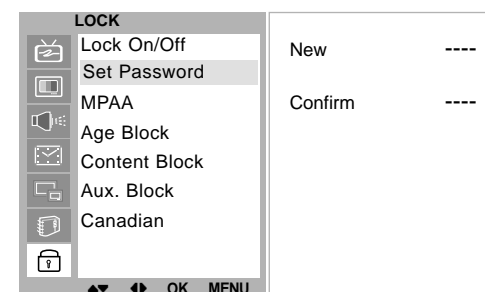 LOCK
Lock On/Off
Set Password
MPAA
Age Block
Content Block
Aux. Block
Canadian
OK MENU
New ----
Confirm ----